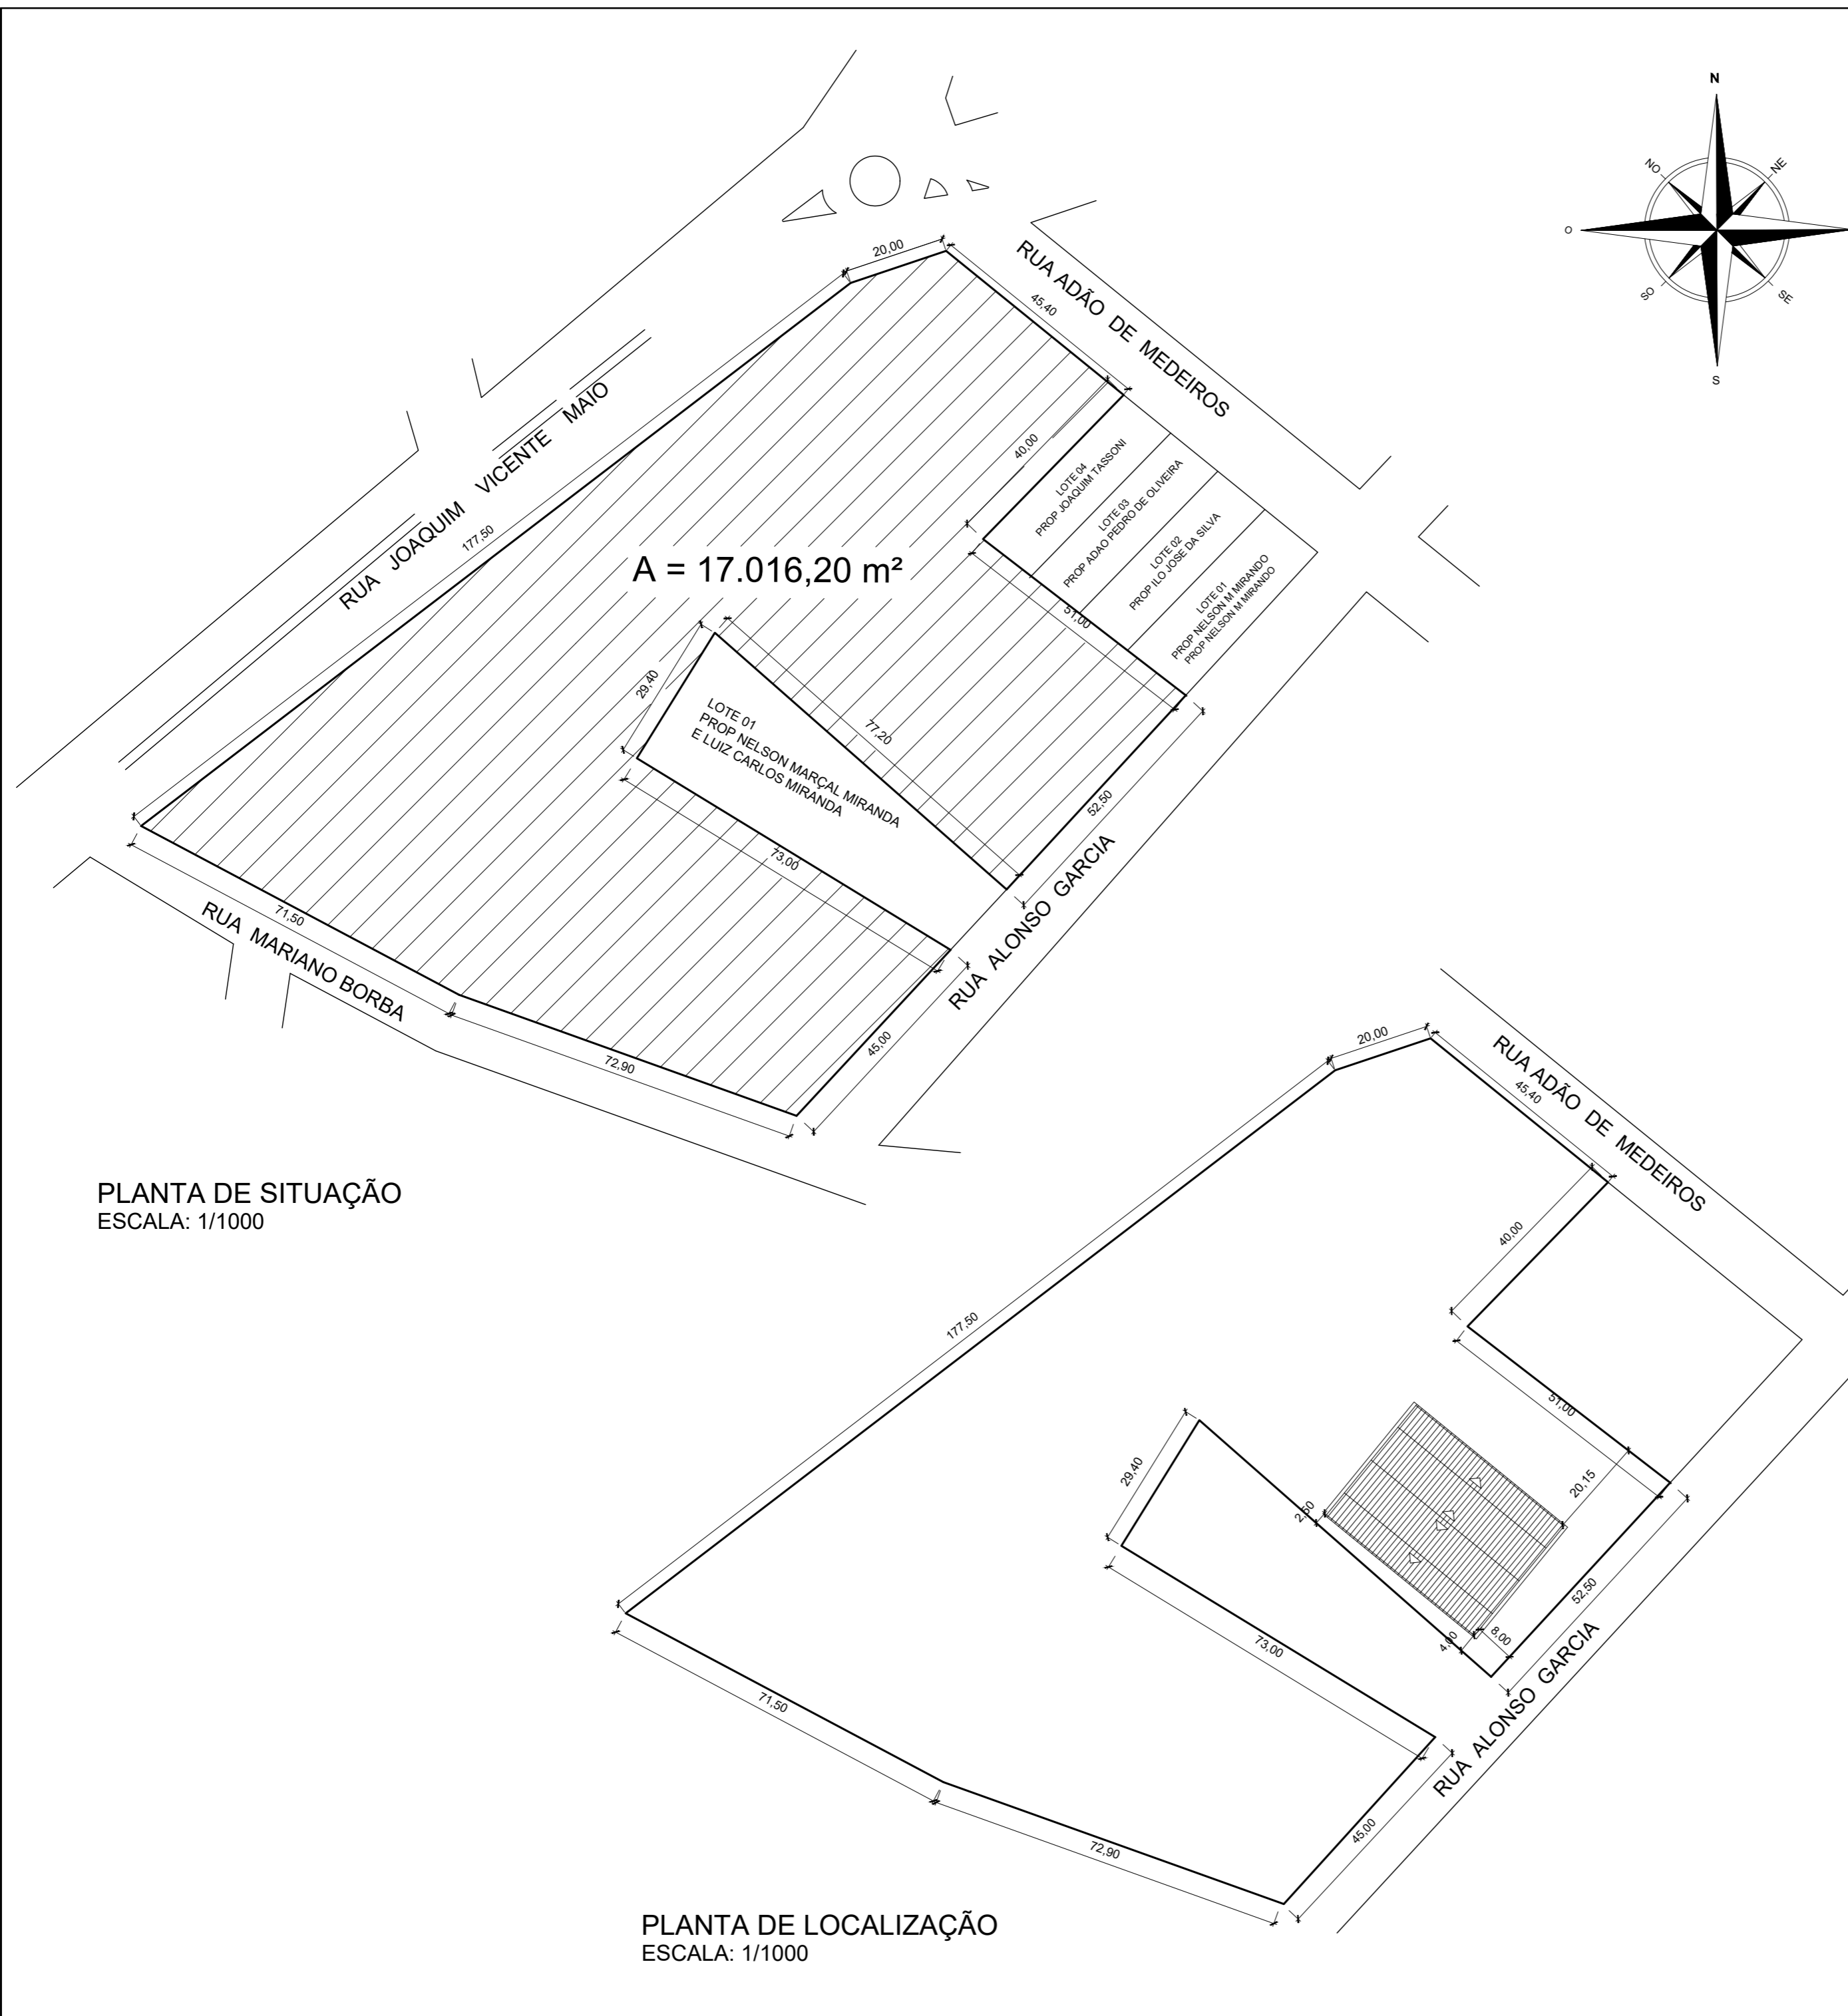 N
NO
NE
O
SO
SE
S
20,00
RUA ADÃO DE MEDEIROS
45,40
RUA JOAQUIM VICENTE MAIO
177,50
40,00
LOTE 04
PROP JOAQUIM TASSONI
LOTE 03
PROP ADAO PEDRO DE OLIVEIRA
LOTE 02
PROP ILO JOSE DA SILVA
LOTE 01
PROP NELSON M MIRANDO
PROP NELSON M MIRANDO
A = 17.016,20 m²
51,00
29,40
LOTE 01
PROP NELSON MARÇAL MIRANDA
E LUIZ CARLOS MIRANDA
77,20
52,50
73,00
RUA ALONSO GARCIA
71,50
RUA MARIANO BORBA
72,90
45,00
PLANTA DE SITUAÇÃO
ESCALA: 1/1000
20,00
RUA ADÃO DE MEDEIROS
45,40
40,00
177,50
51,00
29,40
20,15
2,50
52,50
4,00
8,00
73,00
RUA ALONSO GARCIA
71,50
72,90
45,00
PLANTA DE LOCALIZAÇÃO
ESCALA: 1/1000